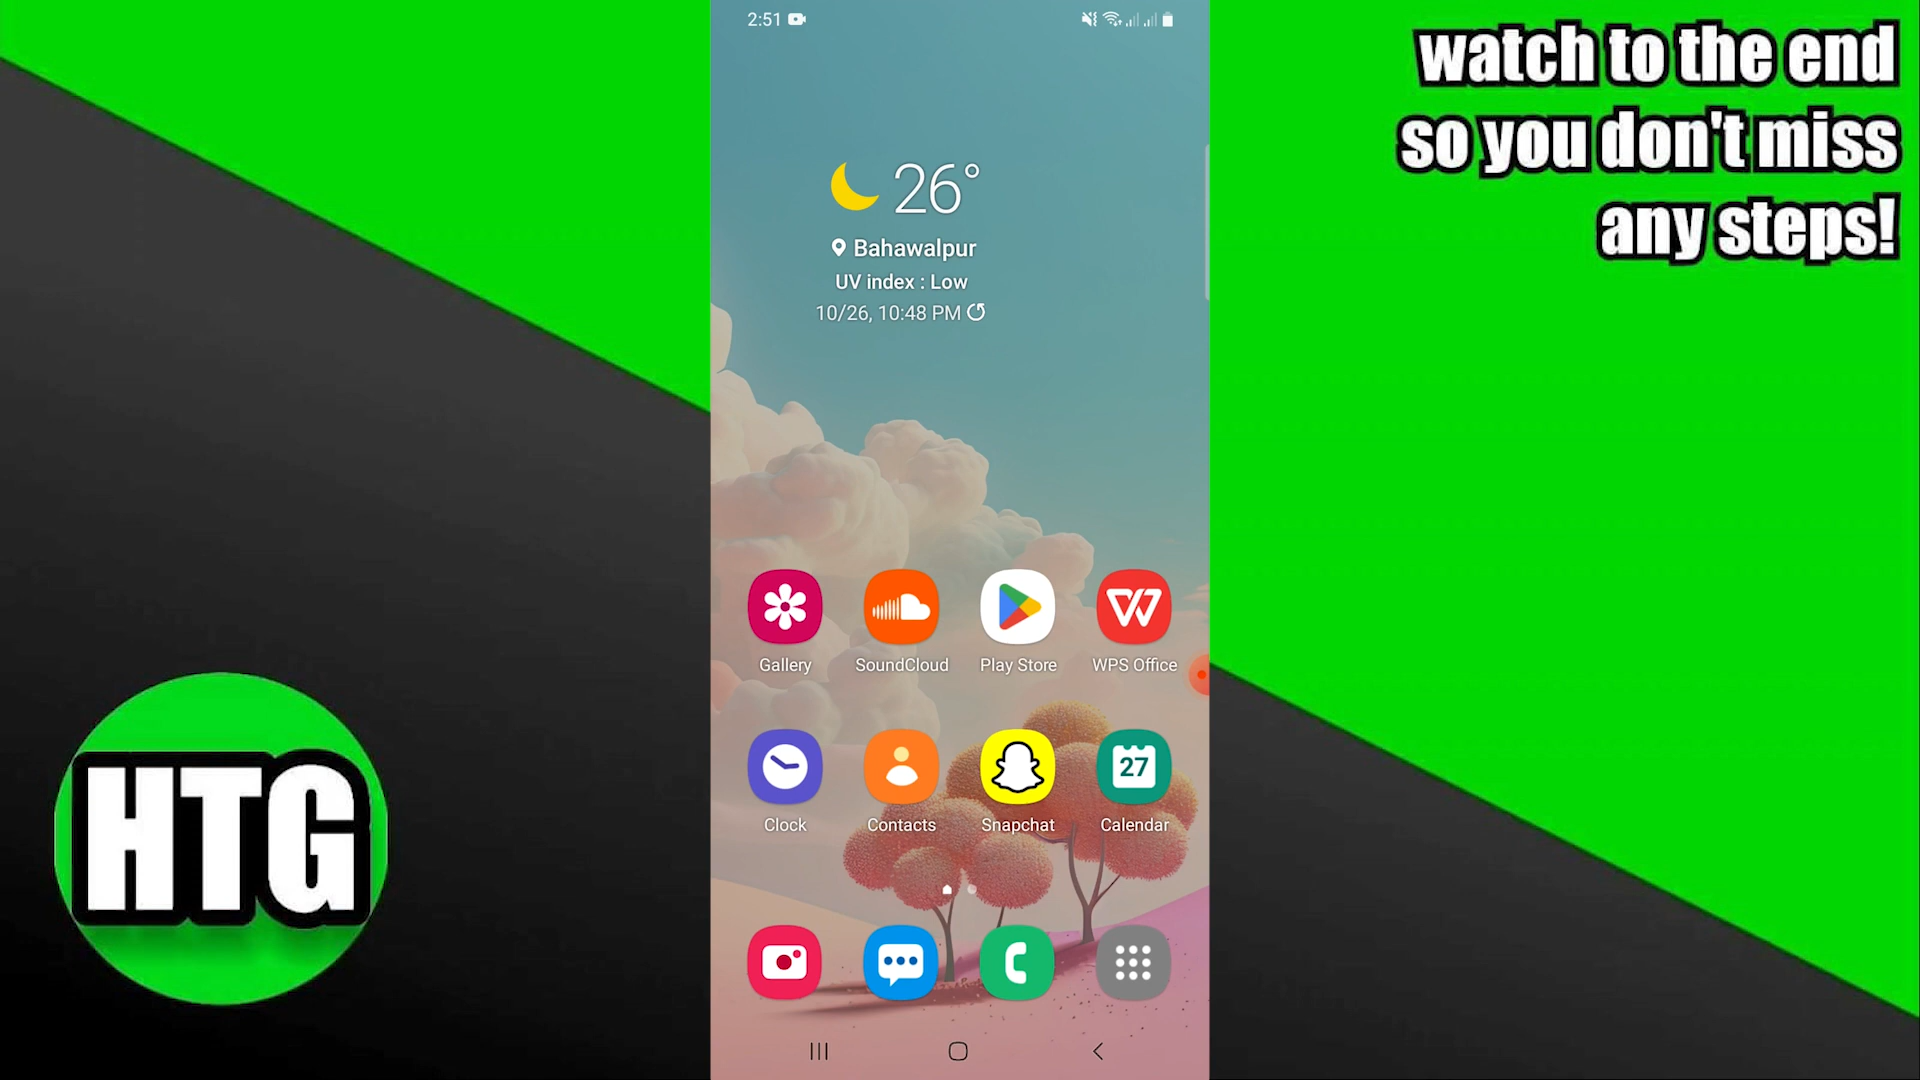 2:51
watch to the end
so you don't miss
any steps!
26°
Bahawalpur
UV index : Low
10/26, 10:48 PM
Gallery
SoundCloud
Play Store
WPS Office
27
Clock
Contacts
Snapchat
Calendar
HTG